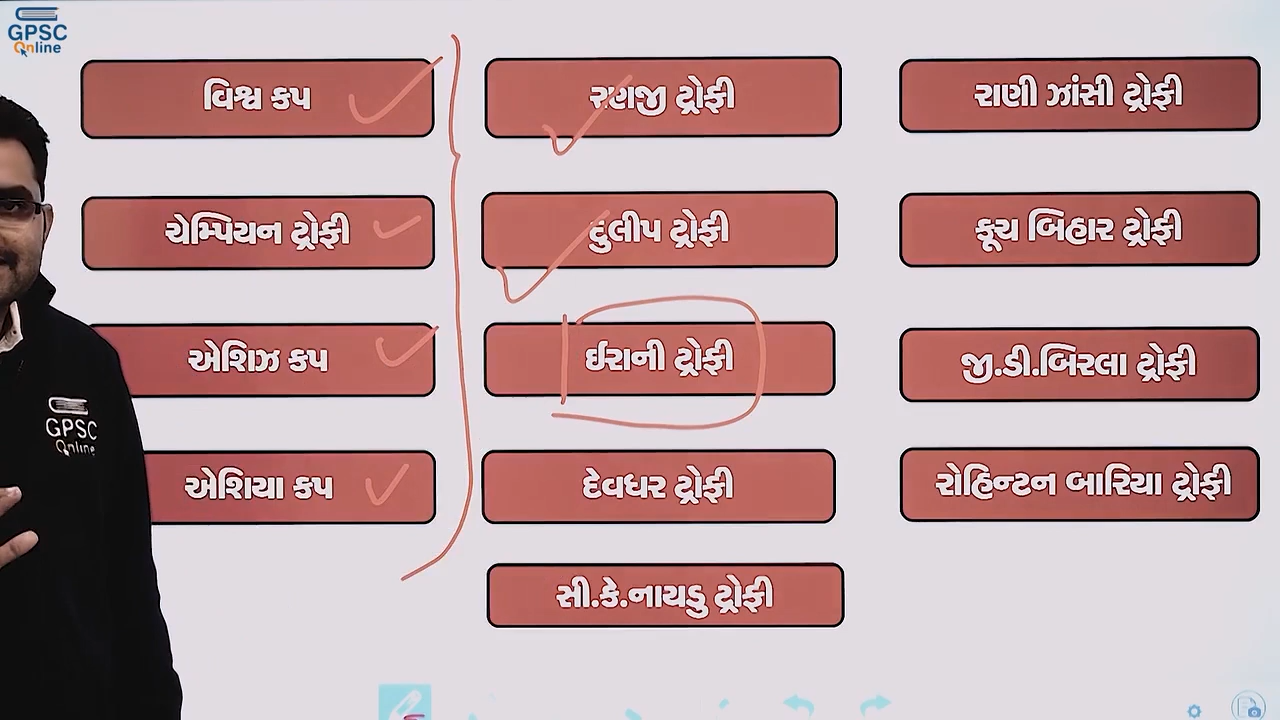 GPSC
Online
વિશ્વ કપ
ચેમ્પિયન ટ્રોફી
એશિઝ કપ
એશિયા કપ
રણજી ટ્રોફી
દુલીપ ટ્રોફી
ઈરાની ટ્રોફી
દેવધર ટ્રોફી
સી.કે.નાયડુ ટ્રોફી
રાણી ઝાંસી ટ્રોફી
કૂચ બિહાર ટ્રોફી
જી.ડી.બિરલા ટ્રોફી
રોહિન્ટન બારિયા ટ્રોફી
GPSC
Online